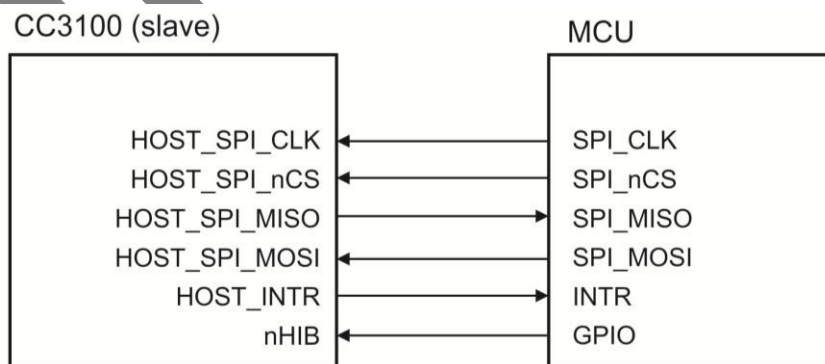 CC3100 (slave)
MCU
HOST_SPI_CLK
SPI_CLK
HOST_SPI_nCS
SPI_nCS
HOST_SPI_MISO
SPI_MISO
HOST_SPI_MOSI
SPI_MOSI
HOST_INTR
INTR
nHIB
GPIO